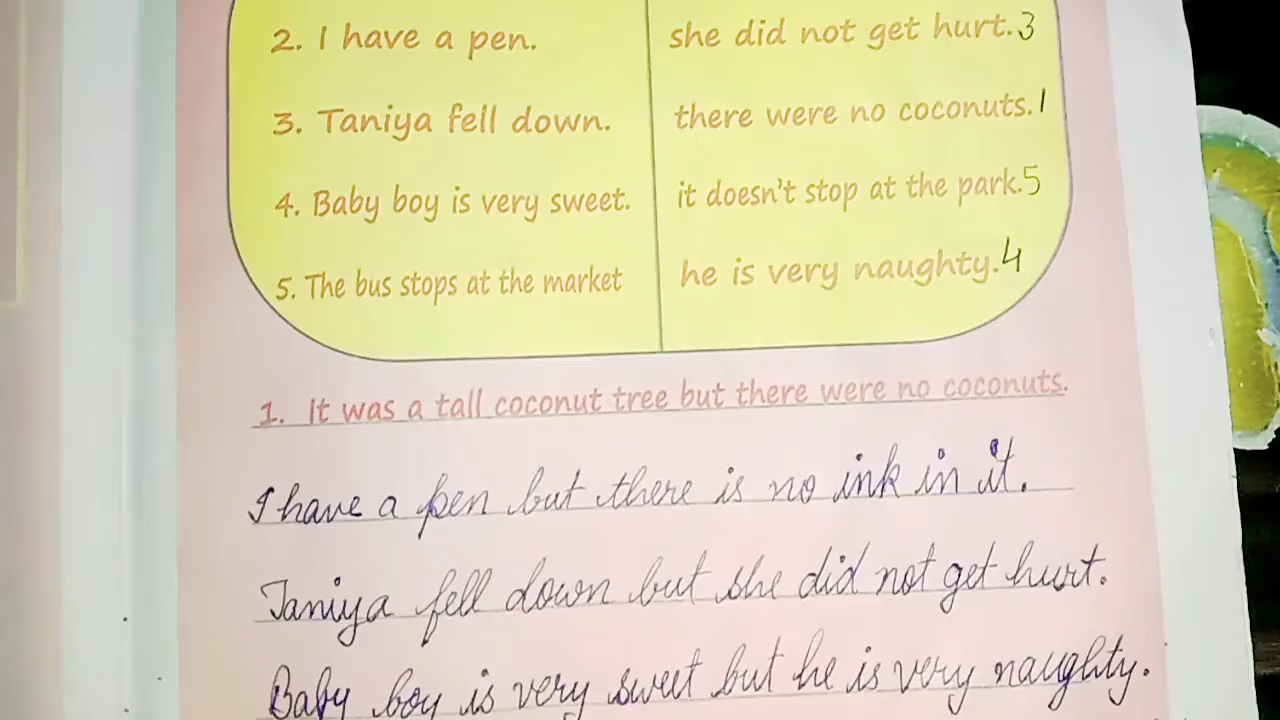 2. I have a pen. she did not get hurt. 3
3. Taniya fell down. there were no coconuts. 1
4. Baby boy is very sweet. it doesn't stop at the park. 5
5. The bus stops at the market he is very naughty. 4
1. It was a tall coconut tree but there were no coconuts.
I have a pen but there is no ink in it.
Taniya fell down but she did not get hurt.
Baby boy is very sweet but he is very naughty.